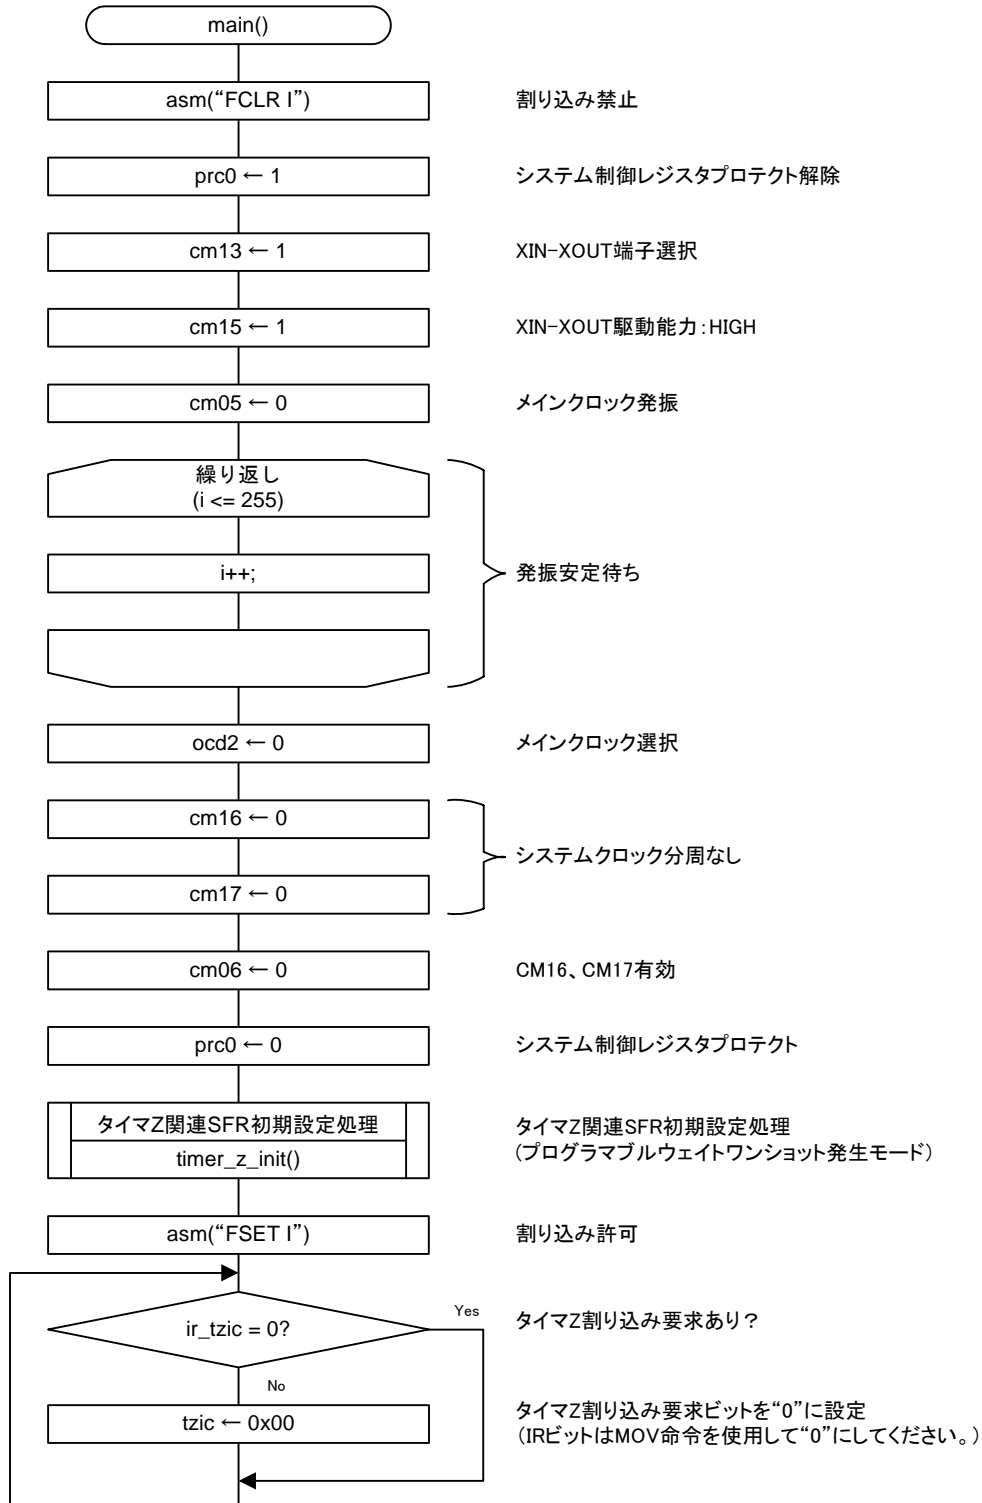 main()
asm(“FCLR I”)
割り込み禁止
prc0 ← 1
システム制御レジスタプロテクト解除
cm13 ← 1
XIN-XOUT端子選択
cm15 ← 1
XIN-XOUT駆動能力：HIGH
cm05 ← 0
メインクロック発振
繰り返し
(i <= 255)
i++;
発振安定待ち
ocd2 ← 0
メインクロック選択
cm16 ← 0
システムクロック分周なし
cm17 ← 0
cm06 ← 0
CM16、CM17有効
prc0 ← 0
システム制御レジスタプロテクト
タイマZ関連SFR初期設定処理
timer_z_init()
タイマZ関連SFR初期設定処理
（プログラマブルウェイトワンショット発生モード）
asm(“FSET I”)
割り込み許可
ir_tzic = 0?
Yes
タイマZ割り込み要求あり？
No
tzic ← 0x00
タイマZ割り込み要求ビットを“0”に設定
（IRビットはMOV命令を使用して“0”にしてください。）